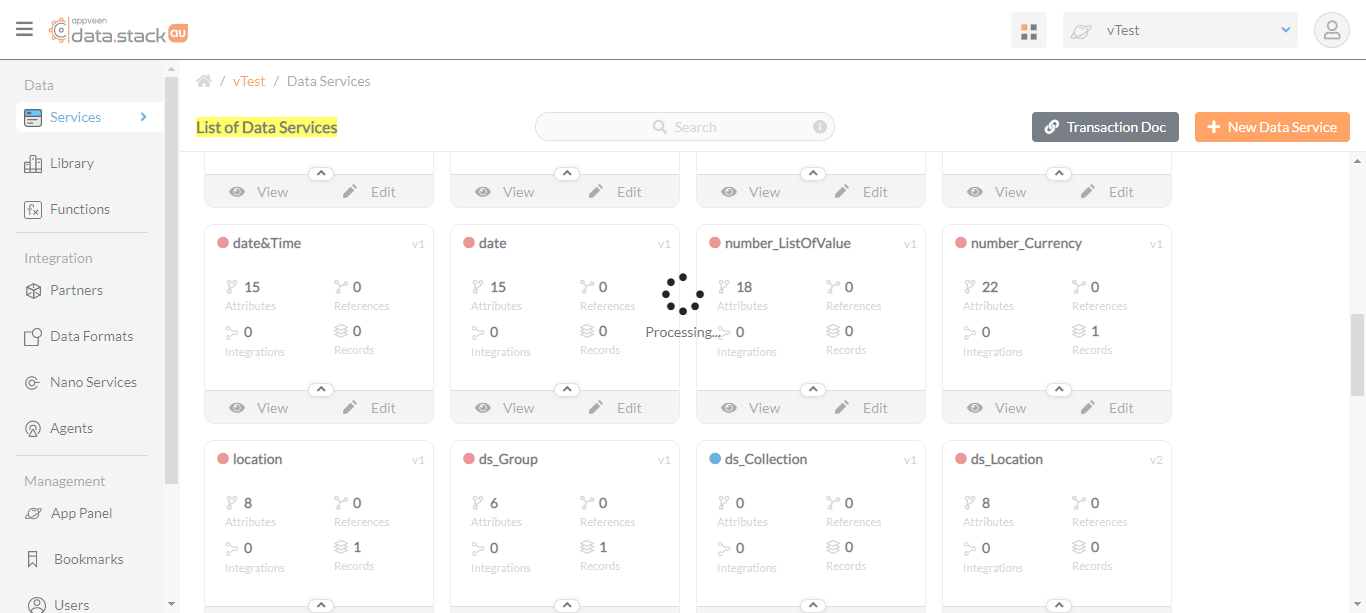 appveen
data.stack au
vTest
Data
Services
Library
Functions
Integration
Partners
Data Formats
Nano Services
Agents
Management
App Panel
Bookmarks
Users
/ vTest / Data Services
List of Data Services
Search
Transaction Doc
New Data Service
View Edit View Edit View Edit View Edit
date&Time v1 date v1 number_ListOfValue v1 number_Currency v1
15 0 15 0 18 0 22 0
Attributes References Attributes References Attributes References Attributes References
0 0 0 0 0 0 0 1
Integrations Records Integrations Records Integrations Records Integrations Records
Processing...
View Edit View Edit View Edit View Edit
location v1 ds_Group v1 ds_Collection v1 ds_Location v2
8 0 6 0 0 0 8 0
Attributes References Attributes References Attributes References Attributes References
0 1 0 1 0 0 0 0
Integrations Records Integrations Records Integrations Records Integrations Records